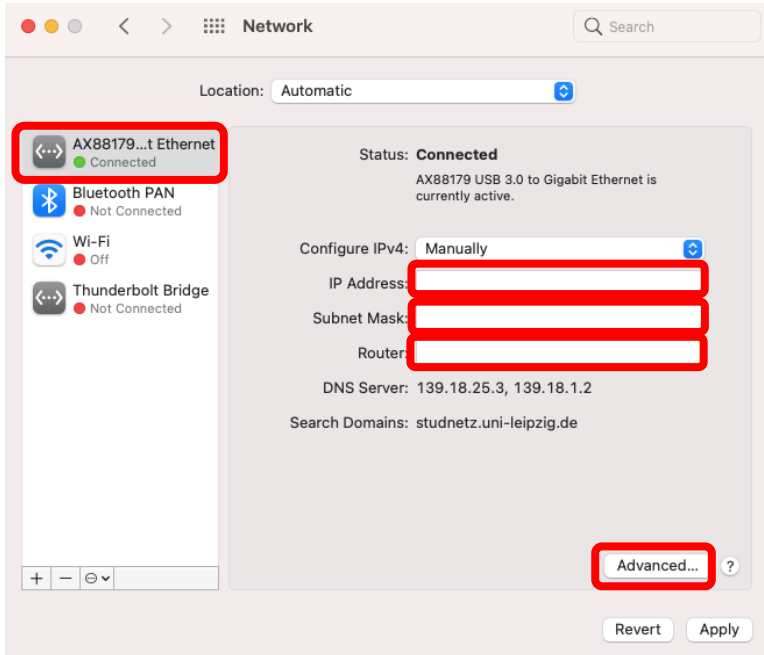 Network
Search
Location: Automatic
AX88179...t Ethernet
Connected
Bluetooth PAN
Not Connected
Wi-Fi
Off
Thunderbolt Bridge
Not Connected
Status: Connected
AX88179 USB 3.0 to Gigabit Ethernet is
currently active.
Configure IPv4: Manually
IP Address:
Subnet Mask:
Router:
DNS Server: 139.18.25.3, 139.18.1.2
Search Domains: studnetz.uni-leipzig.de
Advanced... ?
Revert Apply